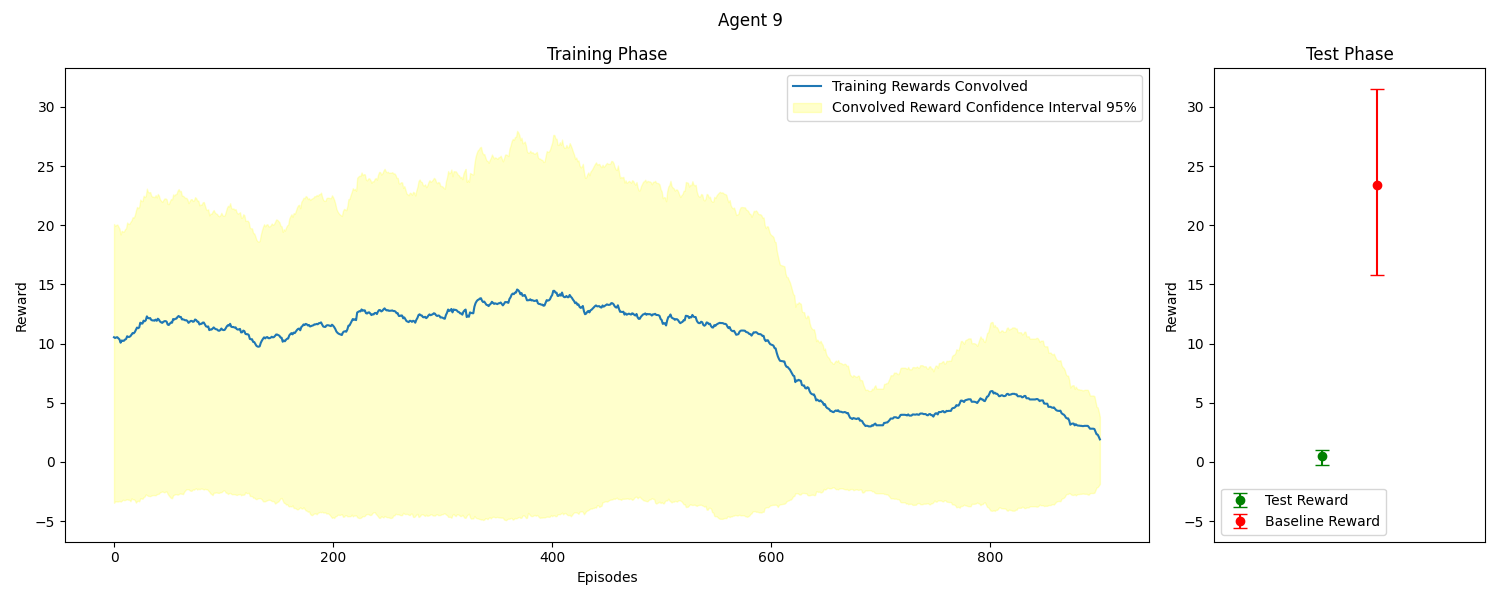 Agent 9
Training Phase
Training Rewards Convolved
Convolved Reward Confidence Interval 95%
Reward
30
25
20
15
10
5
0
−5
0 200 400 600 800
Episodes
Test Phase
Reward
30
25
20
15
10
5
0
−5
Test Reward
Baseline Reward